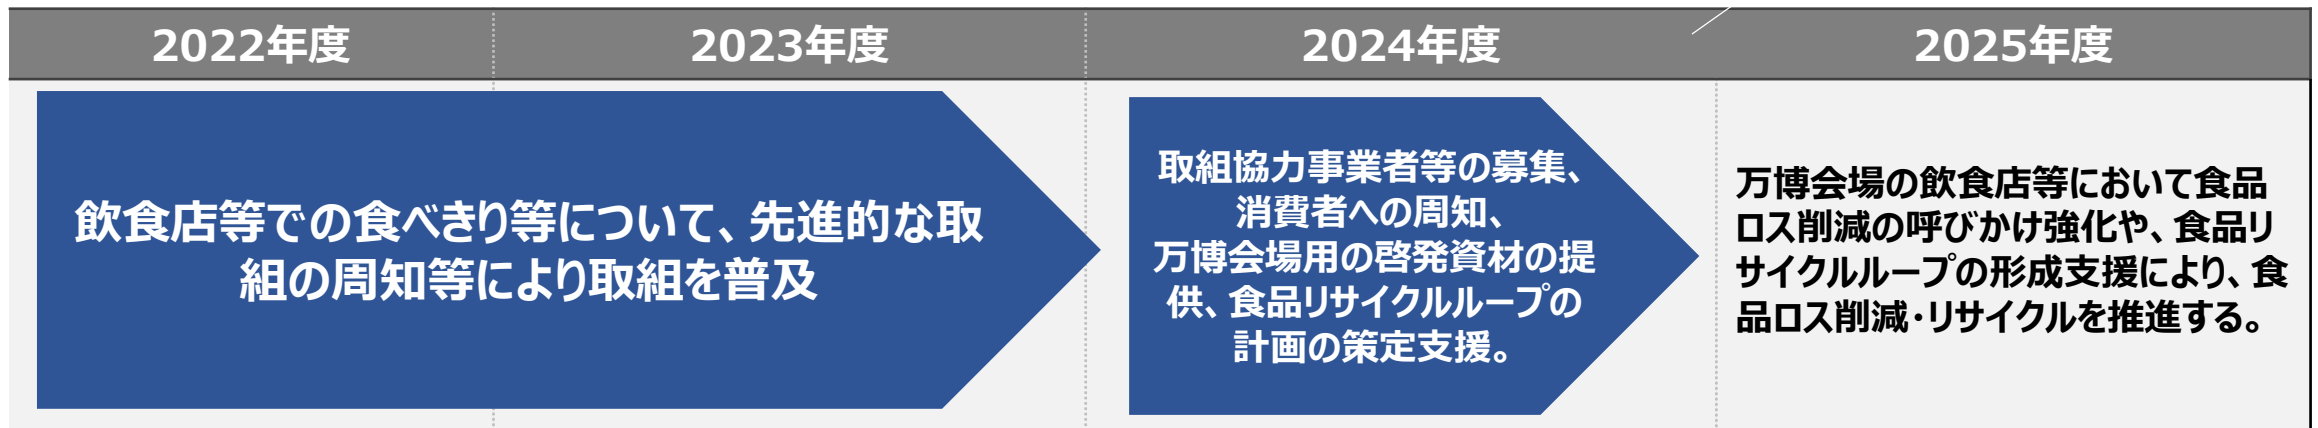 2022年度
2023年度
2024年度
2025年度
飲食店等での食べきり等について、先進的な取
組の周知等により取組を普及
取組協力事業者等の募集、
消費者への周知、
万博会場用の啓発資材の提
供、食品リサイクルループの
計画の策定支援。
万博会場の飲食店等において食品
ロス削減の呼びかけ強化や、食品リ
サイクルループの形成支援により、食
品ロス削減・リサイクルを推進する。